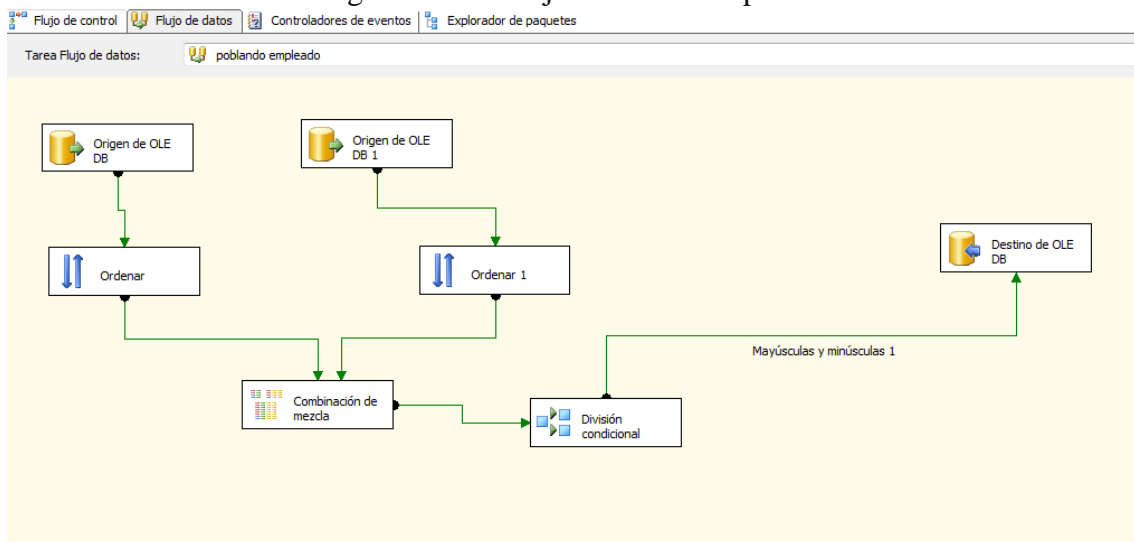 Flujo de control Flujo de datos Controladores de eventos Explorador de paquetes
Tarea Flujo de datos: poblando empleado
Origen de OLE
DB
Origen de OLE
DB 1
Ordenar
Ordenar 1
Destino de OLE
DB
Mayúsculas y minúsculas 1
Combinación de
mezcla
División
condicional